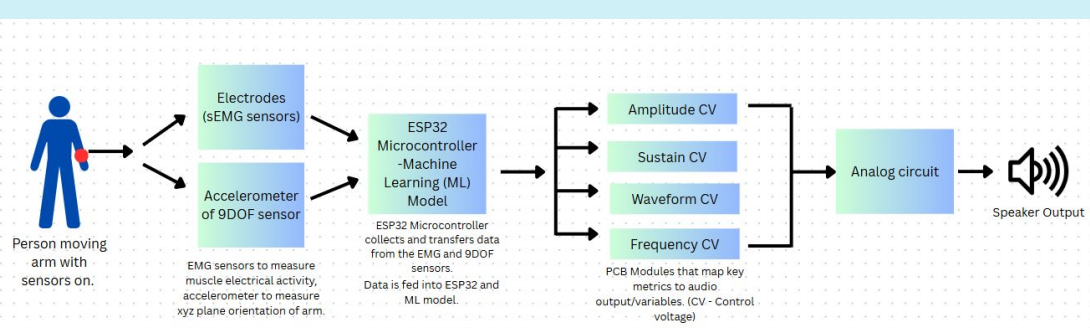 Person moving
arm with
sensors on.
Electrodes
(sEMG sensors)
Accelerometer
of 9DOF sensor
EMG sensors to measure
muscle electrical activity,
accelerometer to measure
xyz plane orientation of arm.
ESP32
Microcontroller
-Machine
Learning (ML)
Model
ESP32 Microcontroller
collects and transfers data
from the EMG and 9DOF
sensors.
Data is fed into ESP32 and
ML model.
Amplitude CV
Sustain CV
Waveform CV
Frequency CV
PCB Modules that map key
metrics to audio
output/variables. (CV - Control
voltage)
Analog circuit
Speaker Output